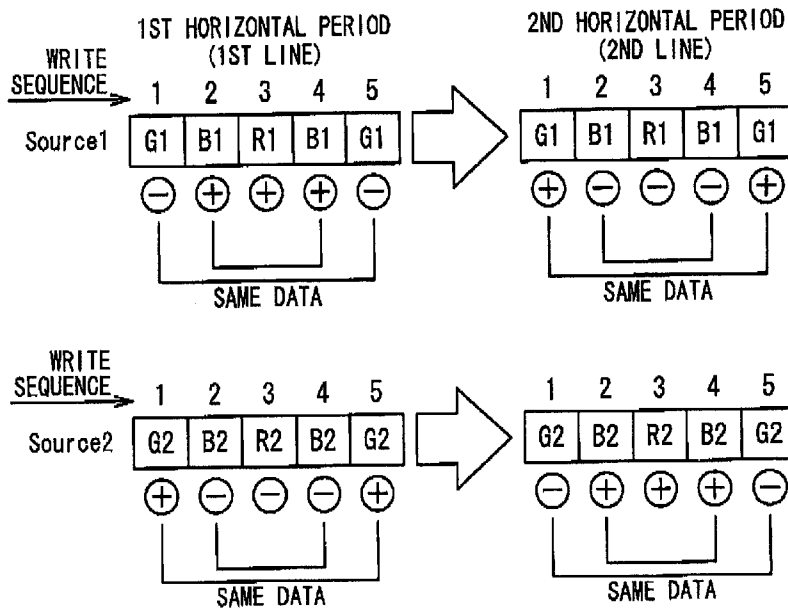 1ST HORIZONTAL PERIOD
(1ST LINE)
2ND HORIZONTAL PERIOD
(2ND LINE)
WRITE
SEQUENCE
1 2 3 4 5
1 2 3 4 5
Source1
G1 B1 R1 B1 G1
G1 B1 R1 B1 G1
− + + + −
+ − − − +
SAME DATA
SAME DATA
WRITE
SEQUENCE
1 2 3 4 5
1 2 3 4 5
Source2
G2 B2 R2 B2 G2
G2 B2 R2 B2 G2
+ − − − +
− + + + −
SAME DATA
SAME DATA